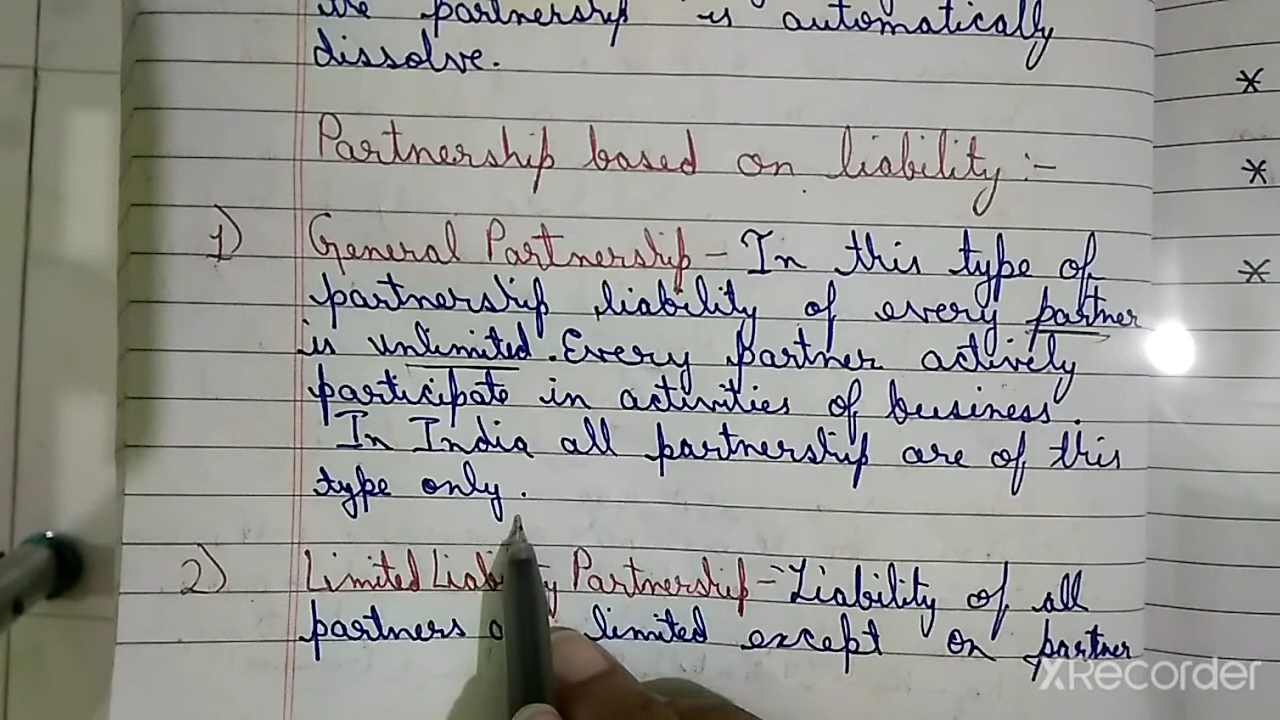 the partnership is automatically
dissolve.
*
Partnership based on liability :-
*
1) General Partnership - In this type of
*
partnership liability of every partner
is unlimited. Every partner actively
participate in activities of business.
In India all partnership are of this
type only.
2) Limited Partnership - Liability of all
partners limited except on partner
XRecorder